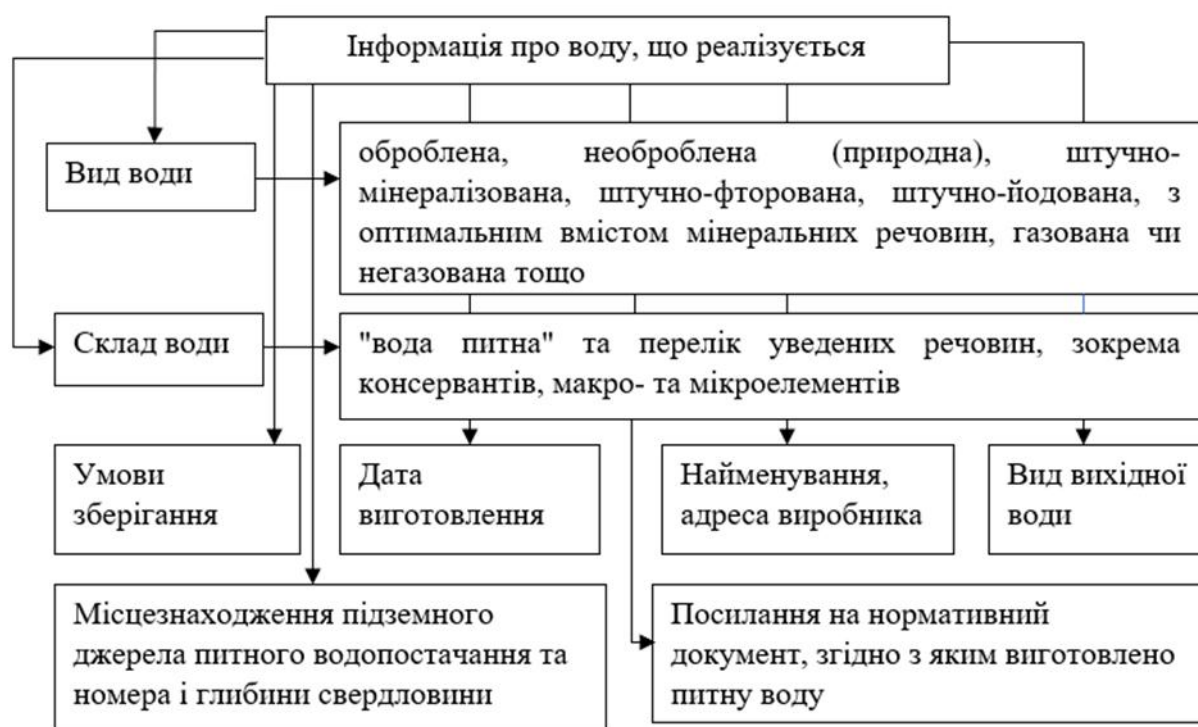 Інформація про воду, що реалізується
Вид води
оброблена, необроблена (природна), штучно-
мінералізована, штучно-фторована, штучно-йодована, з
оптимальним вмістом мінеральних речовин, газована чи
негазована тощо
Склад води
"вода питна" та перелік уведених речовин, зокрема
консервантів, макро- та мікроелементів
Умови
зберігання
Дата
виготовлення
Найменування,
адреса виробника
Вид вихідної
води
Місцезнаходження підземного
джерела питного водопостачання та
номера і глибини свердловини
Посилання на нормативний
документ, згідно з яким виготовлено
питну воду